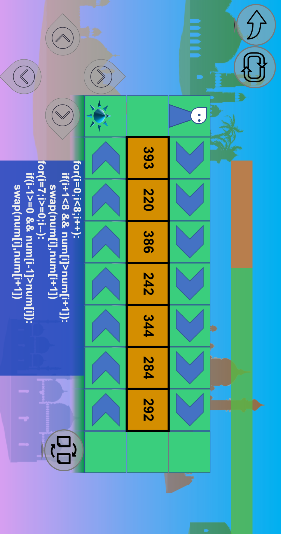 393 220 386 242 344 284 292
for(i=0;i<8;i++):
if(i+1<8 && num[i]>num[i+1]):
swap(num[i],num[i+1])
for(i=7;i>=0;i--):
if(i-1>=0 && num[i-1]>num[i]):
swap(num[i],num[i+1])